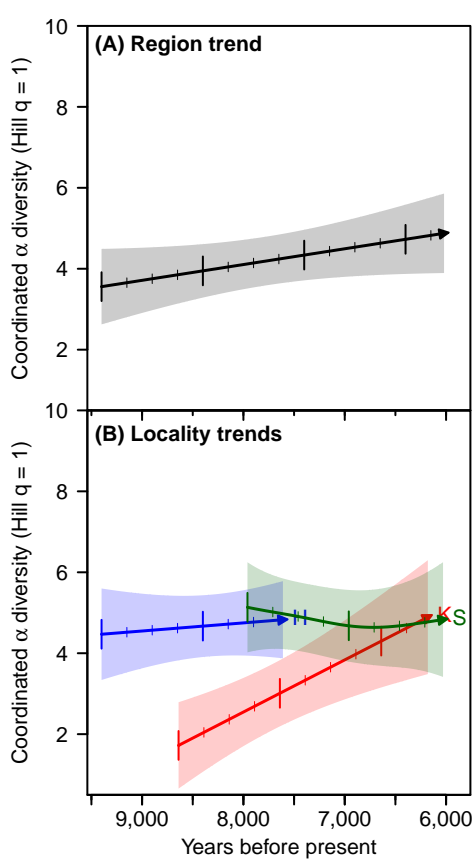 (A) Region trend
Coordinated α diversity (Hill q = 1)
10
8
6
4
2
(B) Locality trends
Coordinated α diversity (Hill q = 1)
10
8
6
4
2
K
S
9,000
8,000
7,000
6,000
Years before present